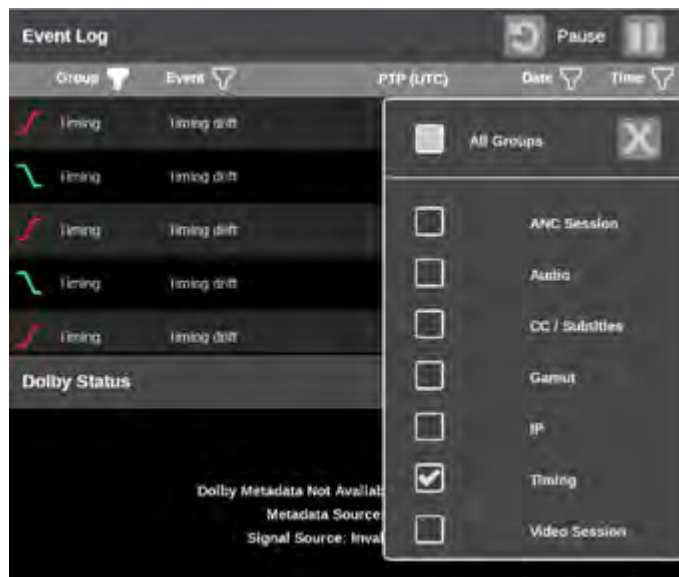 Event Log Pause
Group Event PTP (UTC) Date Time
Timing Timing drift
Timing Timing drift
Timing Timing drift
Timing Timing drift
Timing Timing drift
All Groups
ANC Session
Audio
CC / Subtitles
Gamut
IP
Timing
Video Session
Dolby Status
Dolby Metadata Not Availab
Metadata Source
Signal Source: Inval